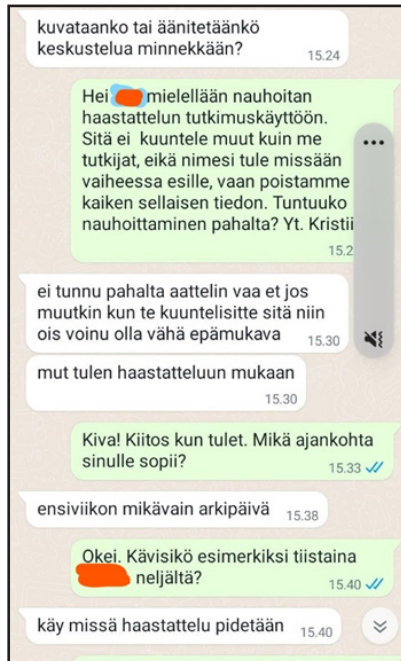 kuvataanko tai äänitetäänkö
keskustelua minnekkään?
15.24
Hei mielellään nauhoitan
haastattelun tutkimuskäyttöön.
Sitä ei kuuntele muut kuin me
tutkijat, eikä nimesi tule missään
vaiheessa esille, vaan poistamme
kaiken sellaisen tiedon. Tuntuuko
nauhoittaminen pahalta? Yt. Kristii
15.2
ei tunnu pahalta aattelin vaa et jos
muutkin kun te kuuntelisitte sitä niin
ois voinu olla vähä epämukava 15.30
mut tulen haastatteluun mukaan
15.30
Kiva! Kiitos kun tulet. Mikä ajankohta
sinulle sopii?
15.33
ensiviikon mikävain arkipäivä 15.38
Okei. Kävisikö esimerkiksi tiistaina
neljältä?
15.40
käy missä haastattelu pidetään 15.40